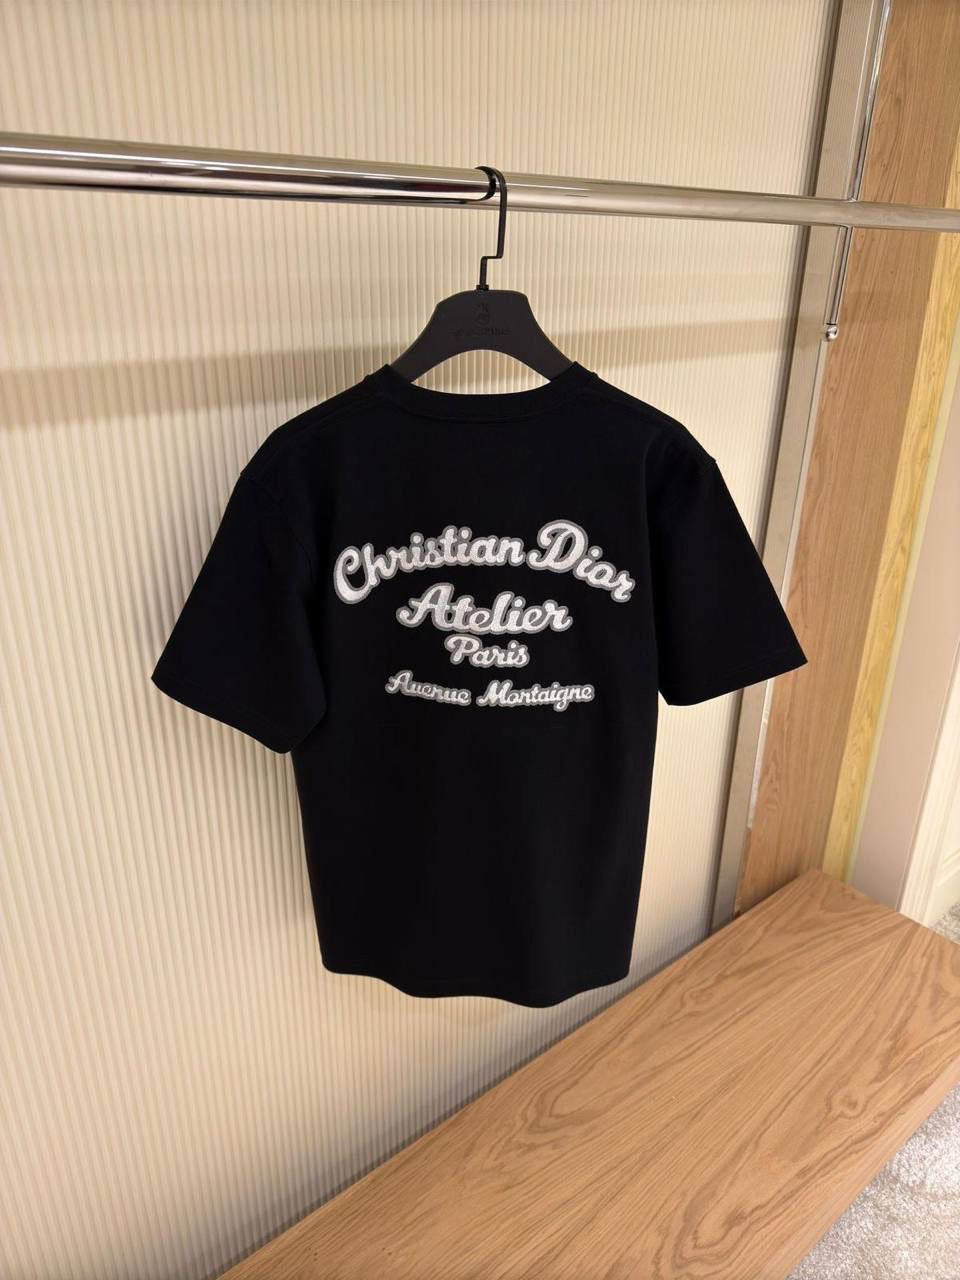 Christian Dior
Atelier
Paris
Avenue Montaigne